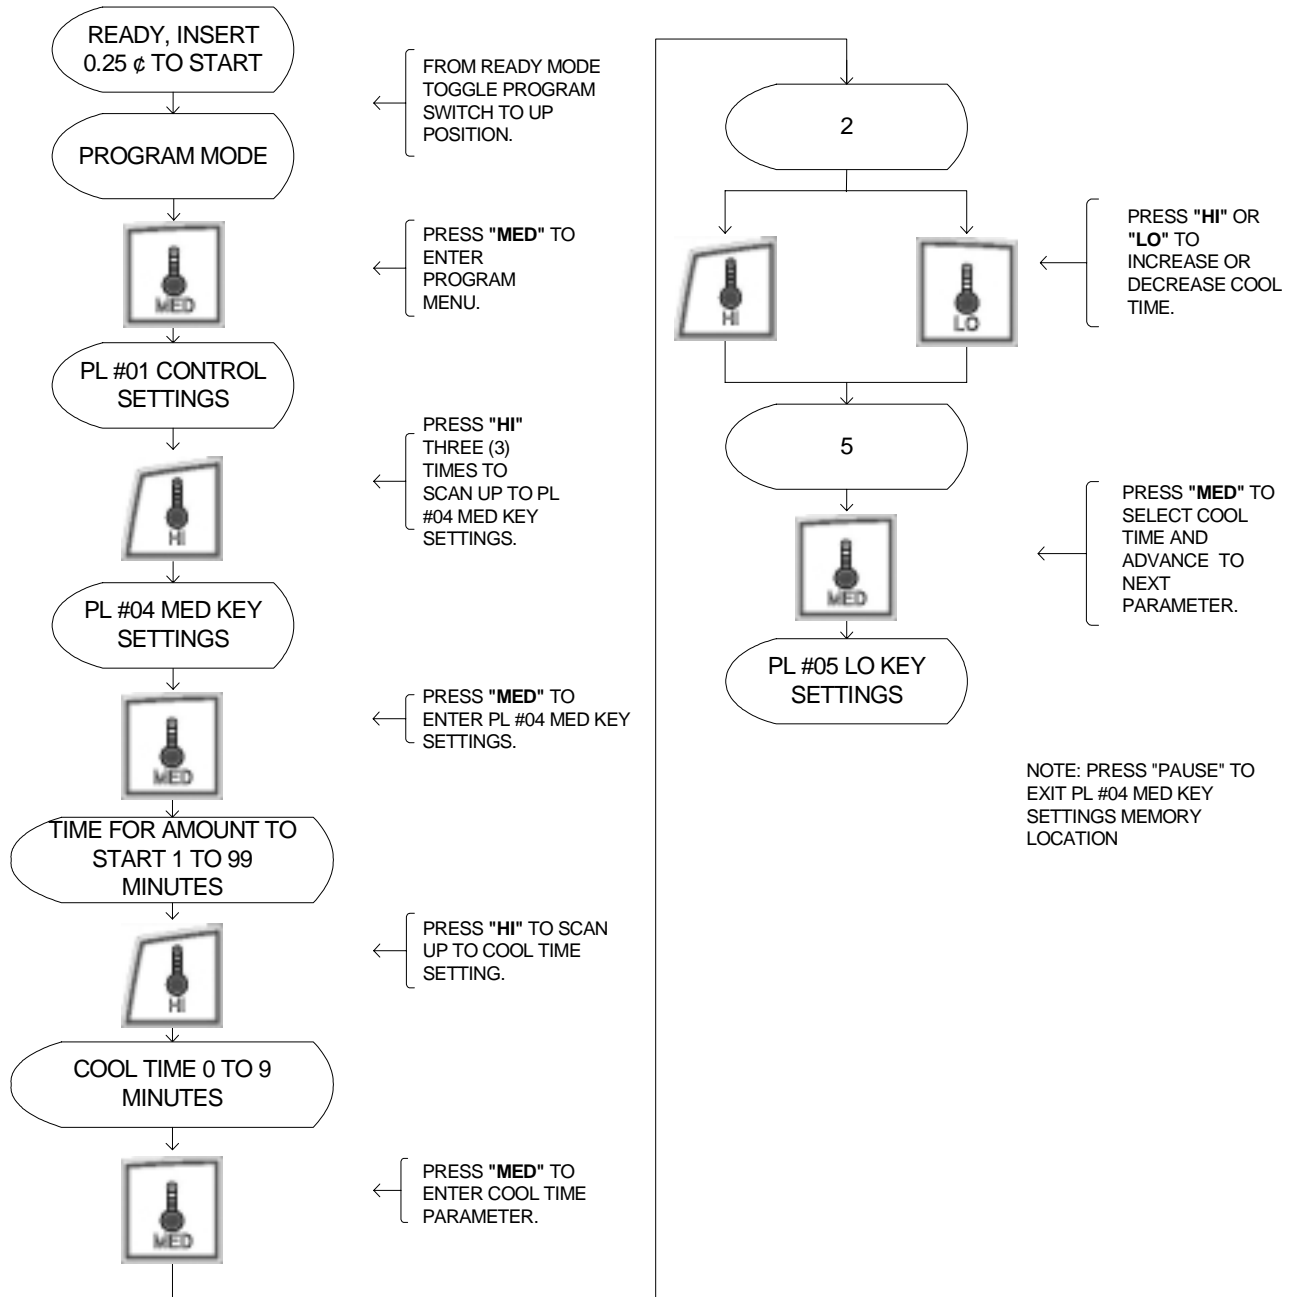 READY, INSERT
0.25 ¢ TO START
FROM READY MODE
TOGGLE PROGRAM
SWITCH TO UP
POSITION.
PROGRAM MODE
MED
PRESS "MED" TO
ENTER
PROGRAM
MENU.
PL #01 CONTROL
SETTINGS
HI
PRESS "HI"
THREE (3)
TIMES TO
SCAN UP TO PL
#04 MED KEY
SETTINGS.
PL #04 MED KEY
SETTINGS
MED
PRESS "MED" TO
ENTER PL #04 MED KEY
SETTINGS.
TIME FOR AMOUNT TO
START 1 TO 99
MINUTES
HI
PRESS "HI" TO SCAN
UP TO COOL TIME
SETTING.
COOL TIME 0 TO 9
MINUTES
MED
PRESS "MED" TO
ENTER COOL TIME
PARAMETER.
2
HI
LO
PRESS "HI" OR
"LO" TO
INCREASE OR
DECREASE COOL
TIME.
5
MED
PRESS "MED" TO
SELECT COOL
TIME AND
ADVANCE TO
NEXT
PARAMETER.
PL #05 LO KEY
SETTINGS
NOTE: PRESS "PAUSE" TO
EXIT PL #04 MED KEY
SETTINGS MEMORY
LOCATION